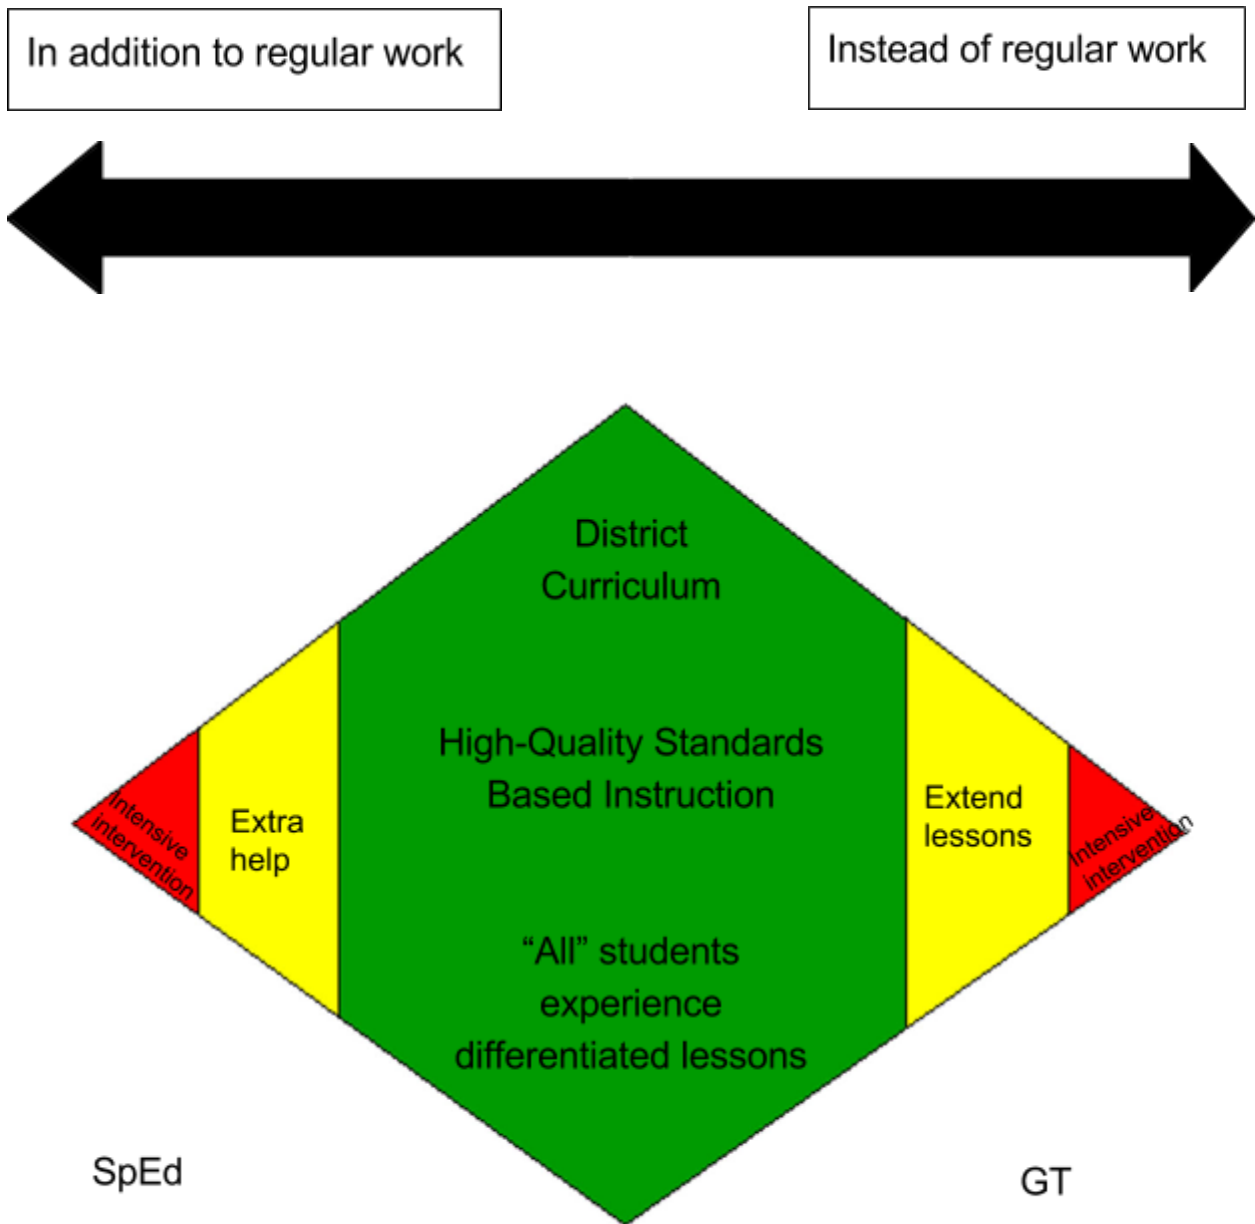 In addition to regular work
Instead of regular work
District
Curriculum
High-Quality Standards
Based Instruction
“All” students
experience
differentiated lessons
Intensive
intervention
Extra
help
Extend
lessons
Intensive
intervention
SpEd
GT